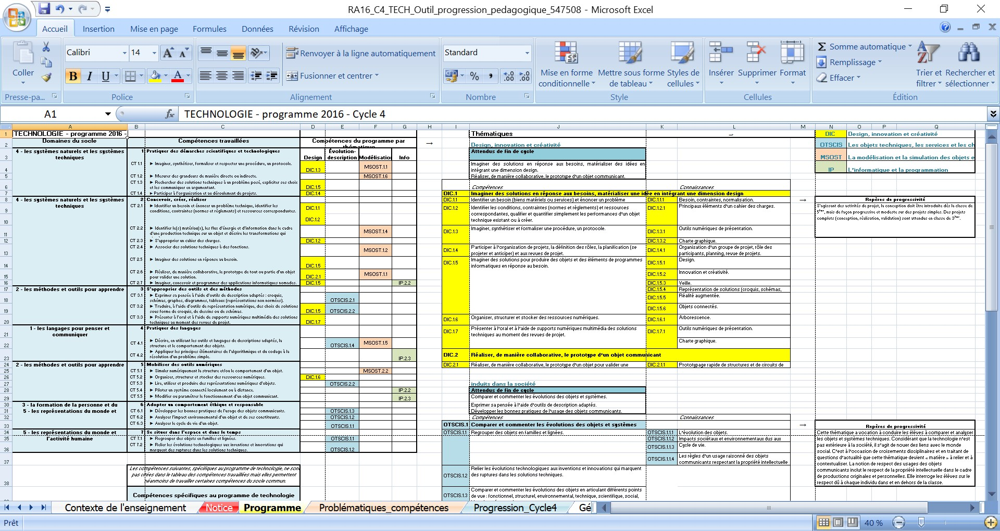 RA16_C4_TECH_Outil_progression_pedagogique_547508 - Microsoft Excel
Accueil Insertion Mise en page Formules Données Révision Affichage
Coller
Calibri 14
Renvoyer à la ligne automatiquement
Fusionner et centrer
Standard
Mise en forme conditionnelle
Mettre sous forme de tableau
Styles de cellules
Insérer Supprimer Format
Somme automatique
Remplissage
Effacer
Trier et filtrer
Rechercher et sélectionner
Presse-pa... Police Alignement Nombre Style Cellules Édition
A1 TECHNOLOGIE - programme 2016 - Cycle 4
A B C D E F G H I J K L M N O P Q
TECHNOLOGIE - programme 2016 -
Domaines du socle
Compétences travaillées
Compétences du programme par
Design
Évolution-description
Modélisation
Info
4 - les systèmes naturels et les systèmes techniques
1 Pratiquer des démarches scientifiques et technologiques
CT 1.1 ► Imaginer, synthétiser, formaliser et respecter une procédure, un protocole. DIC.1.3 MSOST.1.1
CT 1.2 ► Mesurer des grandeurs de manière directe ou indirecte. MSOST.1.6
CT 1.3 ► Rechercher des solutions techniques à un problème posé, expliciter ses choix et les communiquer en argumentant. DIC.1.5
CT 1.4 ► Participer à l'organisation et au déroulement de projets. DIC.1.4
4 - les systèmes naturels et les systèmes techniques
2 Concevoir, créer, réaliser
CT 2.1 ► Identifier un besoin et énoncer un problème technique, identifier les conditions, contraintes (normes et règlements) et ressources correspondantes. DIC.1.1 DIC.1.2
CT 2.2 ► Identifier le(s) matériau(x), les flux d'énergie et d'information dans le cadre d'une production technique sur un objet et décrire les transformations qui MSOST.1.4
CT 2.3 ► S'approprier un cahier des charges. DIC.1.2
CT 2.4 ► Associer des solutions techniques à des fonctions. MSOST.1.2
CT 2.5 ► Imaginer des solutions en réponse au besoin. DIC.1.5
CT 2.6 ► Réaliser, de manière collaborative, le prototype de tout ou partie d'un objet pour valider une solution. DIC.2.1 MSOST.1.1
CT 2.7 ► Imaginer, concevoir et programmer des applications informatiques nomades. DIC.1.5 IP.2.2
2 - les méthodes et outils pour apprendre
3 S'approprier des outils et des méthodes
CT 3.1 ► Exprimer sa pensée à l'aide d'outils de description adaptés : croquis, schémas, graphes, diagrammes, tableaux (représentations non normées). OTSCIS.2.1
CT 3.2 ► Traduire, à l'aide d'outils de représentation numérique, des choix de solutions sous forme de croquis, de dessins ou de schémas. DIC.1.5 OTSCIS.2.2
CT 3.3 ► Présenter à l'oral et à l'aide de supports numériques multimédia des solutions techniques au moment des revues de projet. DIC.1.7
1 - les langages pour penser et communiquer
4 Pratiquer des langages
CT 4.1 ► Décrire, en utilisant les outils et langages de descriptions adaptés, la structure et le comportement des objets. OTSCIS.1.4 MSOST.1.5
CT 4.2 ► Appliquer les principes élémentaires de l'algorithmique et du codage à la résolution d'un problème simple. IP.2.3
2 - les méthodes et outils pour apprendre
5 Mobiliser des outils numériques
CT 5.1 ► Simuler numériquement la structure et/ou le comportement d'un objet. MSOST.2.2
CT 5.2 ► Organiser, structurer et stocker des ressources numériques. DIC.1.6
CT 5.3 ► Lire, utiliser et produire des représentations numériques d'objets. OTSCIS.2.2
CT 5.4 ► Piloter un système connecté localement ou à distance. IP.2.2
CT 5.5 ► Modifier ou paramétrer le fonctionnement d'un objet communicant. IP.2.3
3 - la formation de la personne et du
5 - les représentations du monde et
6 Adopter un comportement éthique et responsable
CT 6.1 ► Développer les bonnes pratiques de l'usage des objets communicants. OTSCIS.1.3
CT 6.2 ► Analyser l'impact environnemental d'un objet et de ses constituants. OTSCIS.1.2
CT 6.3 ► Analyser le cycle de vie d'un objet. OTSCIS.1.1
5 - les représentations du monde et l'activité humaine
7 Se situer dans l'espace et dans le temps
CT 7.1 ► Regrouper des objets en familles et lignées. OTSCIS.1.1
CT 7.2 ► Relier les évolutions technologiques aux inventions et innovations qui marquent des ruptures dans les solutions techniques. OTSCIS.1.2
Les compétences suivantes, spécifiques au programme de technologie, ne sont
pas citées dans le tableau des compétences travaillées mais elles permettent
néanmoins de travailler certaines compétences du socle commun.
Compétences spécifiques au programme de technologie
→
Thématiques
Design, innovation et créativité
Attendus de fin de cycle
Imaginer des solutions en réponse aux besoins, matérialiser des idées en intégrant une dimension design.
Réaliser, de manière collaborative, le prototype d'un objet communicant.
Compétences Connaissances
DIC.1 Imaginer des solutions en réponse aux besoins, matérialiser une idée en intégrant une dimension design
DIC.1.1 Identifier un besoin (biens matériels ou services) et énoncer un problème DIC.1.1.1 Besoin, contraintes, normalisation.
DIC.1.2 Identifier les conditions, contraintes (normes et règlements) et ressources correspondantes, qualifier et quantifier simplement les performances d'un objet technique existant ou à créer. DIC.1.2.1 Principaux éléments d'un cahier des charges.
DIC.1.3 Imaginer, synthétiser et formaliser une procédure, un protocole. DIC.1.3.1 Outils numériques de présentation.
DIC.1.3.2 Charte graphique.
DIC.1.4 Participer à l'organisation de projets, la définition des rôles, la planification (se projeter et anticiper) et aux revues de projet. DIC.1.4.1 Organisation d'un groupe de projet, rôle des participants, planning, revue de projets.
DIC.1.5 Imaginer des solutions pour produire des objets et des éléments de programmes informatiques en réponse au besoin. DIC.1.5.1 Design.
DIC.1.5.2 Innovation et créativité.
DIC.1.5.3 Veille.
DIC.1.5.4 Représentation de solutions (croquis, schémas,
DIC.1.5.5 Réalité augmentée.
DIC.1.5.6 Objets connectés.
DIC.1.6 Organiser, structurer et stocker des ressources numériques. DIC.1.6.1 Arborescence.
DIC.1.7 Présenter à l'oral et à l'aide de supports numériques multimédia des solutions techniques au moment des revues de projet. DIC.1.7.1 Outils numériques de présentation.
Charte graphique.
DIC.2 Réaliser, de manière collaborative, le prototype d'un objet communicant
DIC.2.1 Réaliser, de manière collaborative, le prototype d'un objet pour valider une DIC.2.1.1 Prototypage rapide de structures et de circuits de
induits dans la société
Attendus de fin de cycle
Comparer et commenter les évolutions des objets et systèmes.
Exprimer sa pensée à l'aide d'outils de description adaptés.
Développer les bonnes pratiques de l'usage des objets communicants.
Compétences Connaissances
OTSCIS.1 Comparer et commenter les évolutions des objets et systèmes
OTSCIS.1.1 Regrouper des objets en familles et lignées. OTSCIS.1.1.1 L'évolution des objets.
OTSCIS.1.1.2 Impacts sociétaux et environnementaux dus aux
OTSCIS.1.1.3 Cycle de vie.
OTSCIS.1.1.4 Les règles d'un usage raisonné des objets communicants respectant la propriété intellectuelle
OTSCIS.1.2 Relier les évolutions technologiques aux inventions et innovations qui marquent des ruptures dans les solutions techniques.
OTSCIS.1.3 Comparer et commenter les évolutions des objets en articulant différents points de vue : fonctionnel, structurel, environnemental, technique, scientifique, social,
DIC Design, innovation et créativité
OTSCIS Les objets techniques, les services et les ch
MSOST La modélisation et la simulation des objets e
IP L'informatique et la programmation
→
Repères de progressivité
S'agissant des activités de projet, la conception doit être introduite dès la classe de
5ème, mais de façon progressive et modeste sur des projets simples. Des projets
complets (conception, réalisation, validation) sont attendus en classe de 3ème.
→
Repères de progressivité
Cette thématique a vocation à conduire les élèves à comparer et analyser
les objets et systèmes techniques. Considérant que la technologie n'est
pas extérieure à la société, il s'agit de nouer des liens avec le monde
social. C'est à l'occasion de croisements disciplinaires et en traitant de
questions d'actualité que cette thématique devient « matière » à relier et à
contextualiser. La notion de respect des usages des objets
communicants inclut le respect de la propriété intellectuelle dans le cadre
de productions originales et personnelles. Elle interroge les élèves sur le
respect dû à chaque individu dans et en dehors de la classe.
Contexte de l'enseignement Notice Programme Problématiques_compétences Progression_Cycle4 Gé
Prêt 40 %